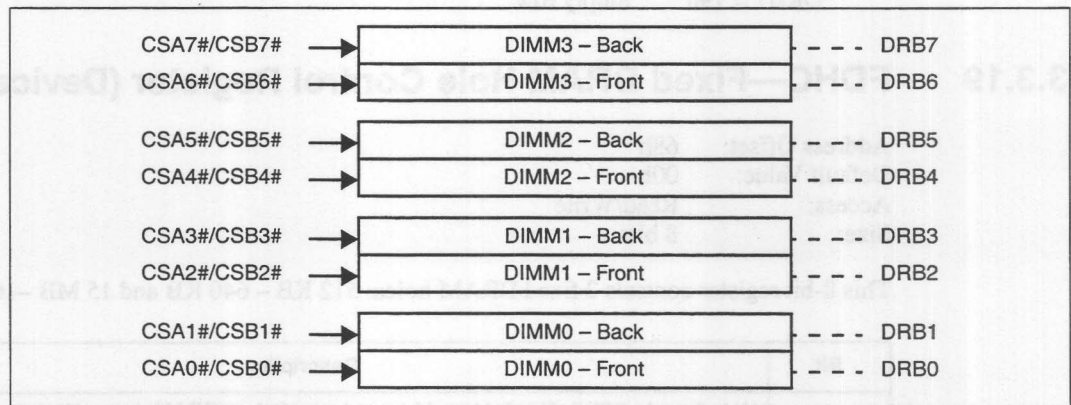 CSA7#/CSB7# DIMM3 – Back DRB7
CSA6#/CSB6# DIMM3 – Front DRB6
CSA5#/CSB5# DIMM2 – Back DRB5
CSA4#/CSB4# DIMM2 – Front DRB4
CSA3#/CSB3# DIMM1 – Back DRB3
CSA2#/CSB2# DIMM1 – Front DRB2
CSA1#/CSB1# DIMM0 – Back DRB1
CSA0#/CSB0# DIMM0 – Front DRB0